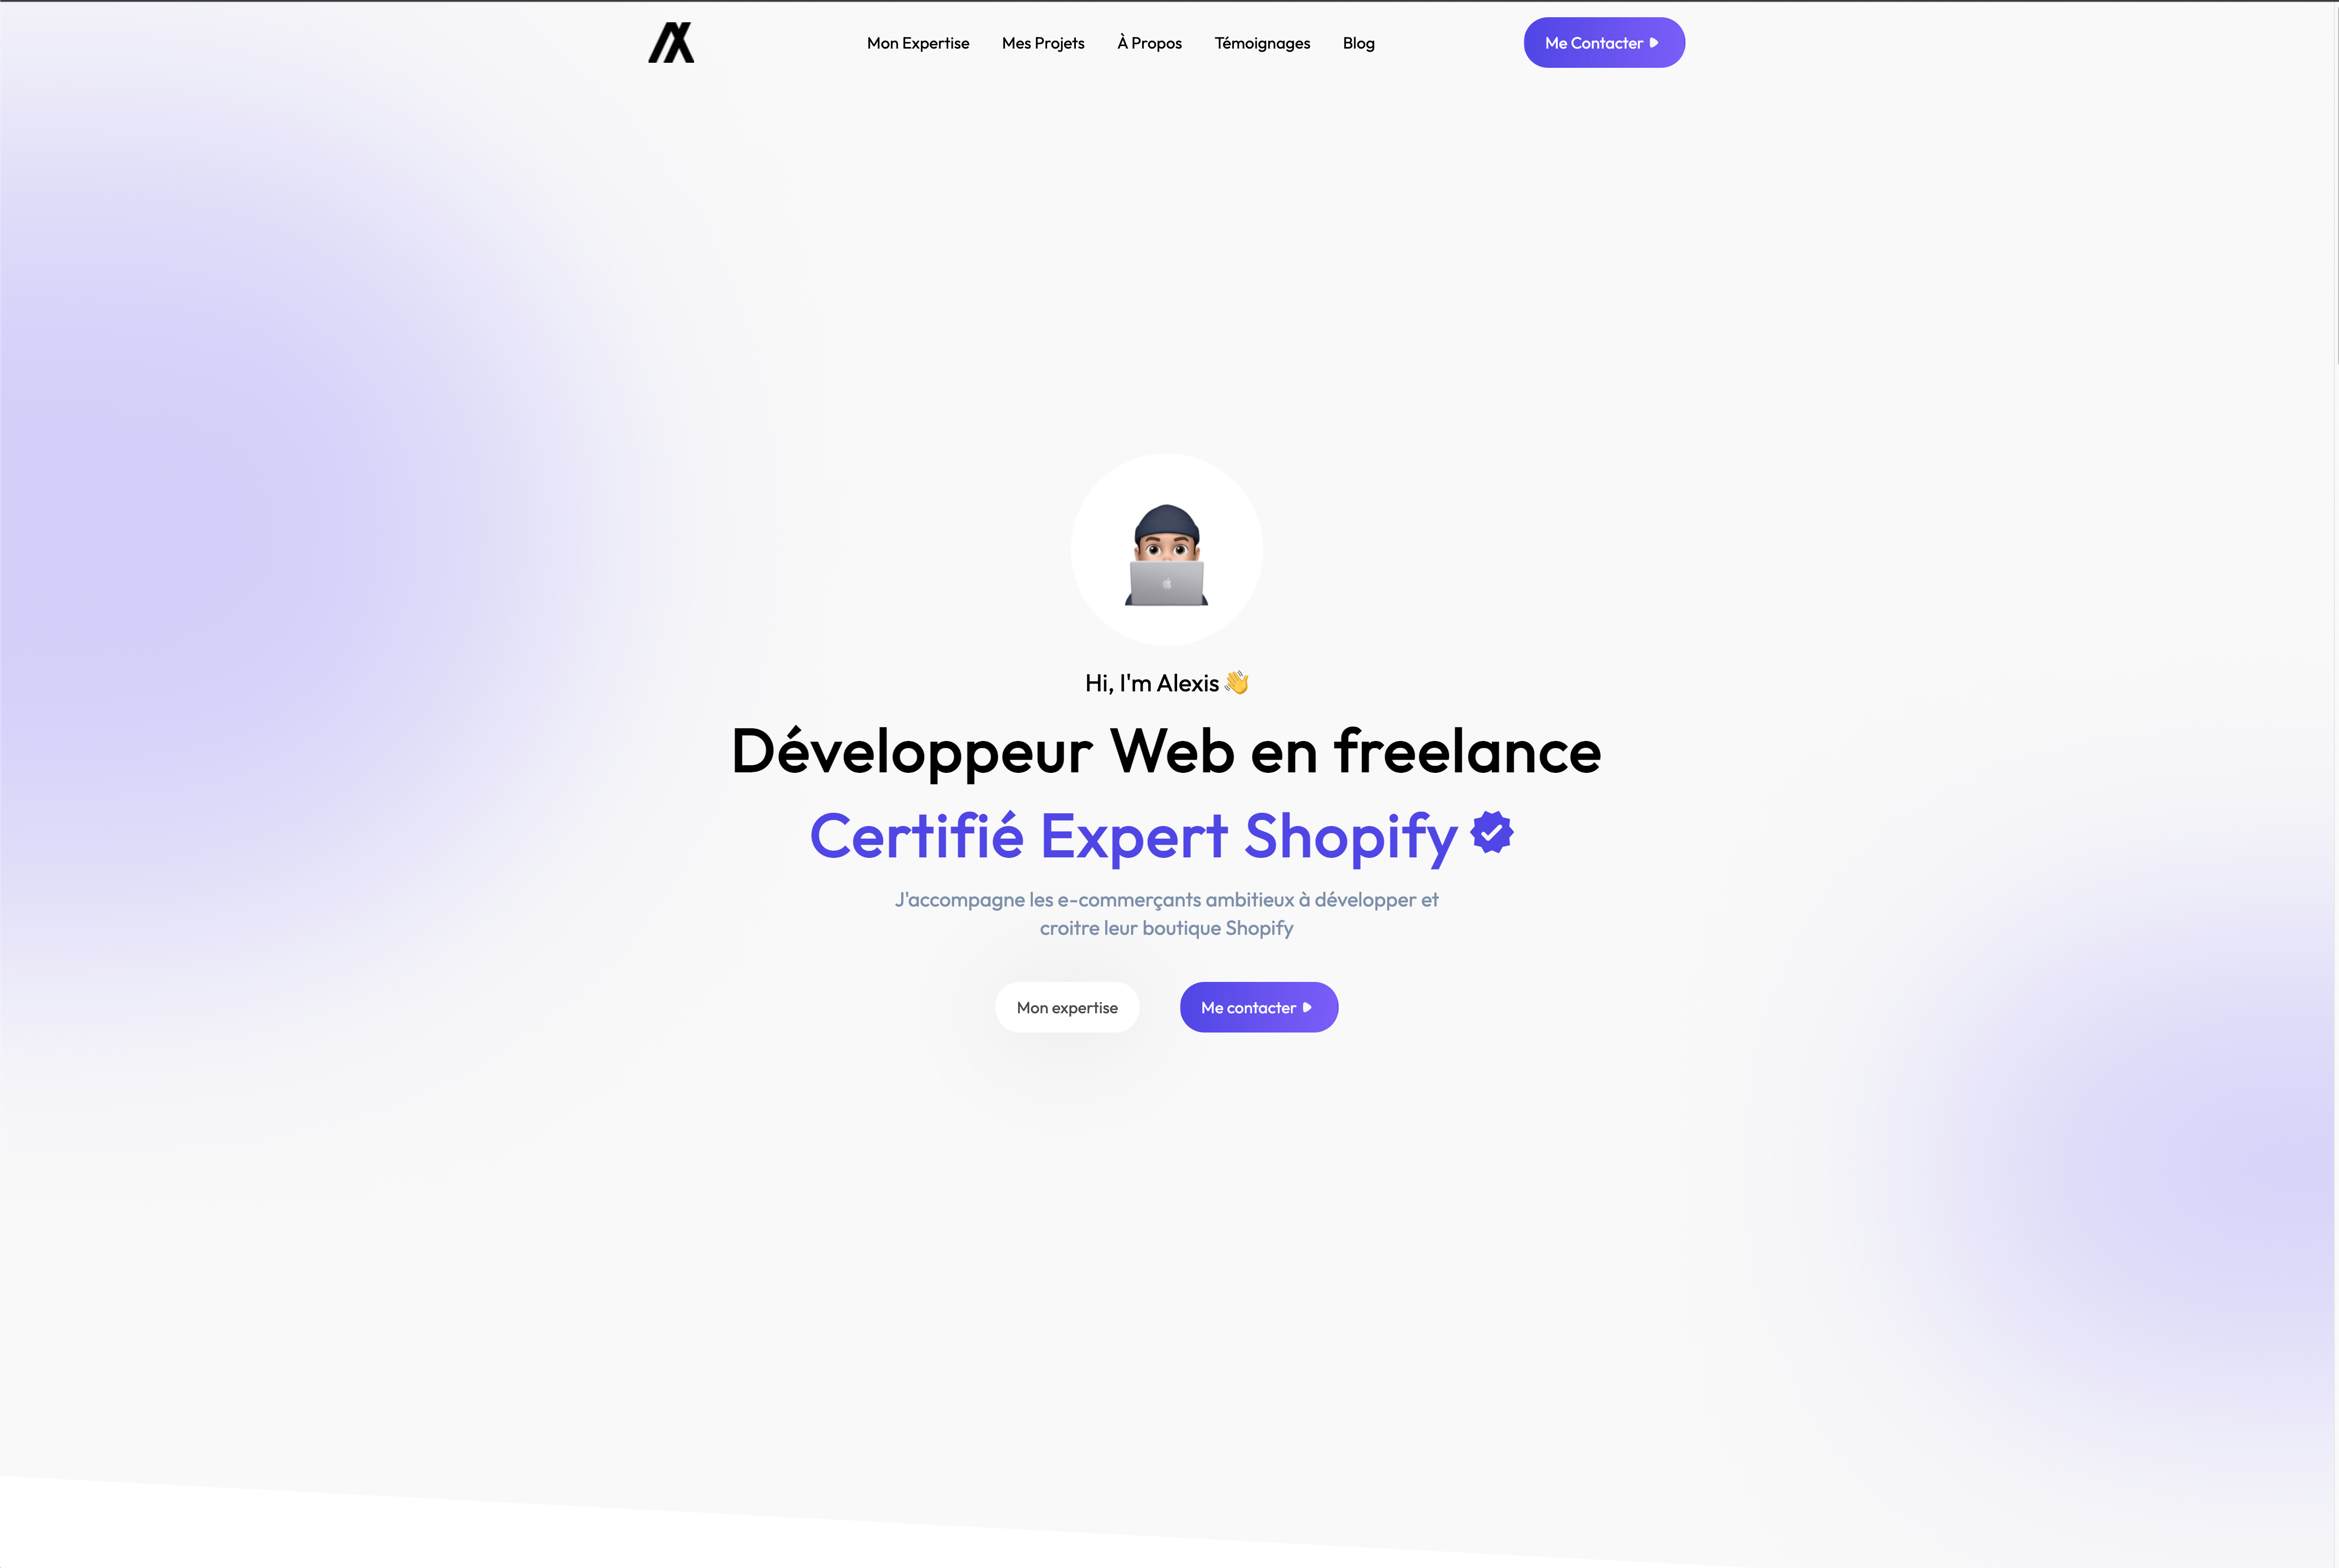 Mon Expertise
Mes Projets
À Propos
Témoignages
Blog
Me Contacter
Hi, I'm Alexis 👋
Développeur Web en freelance
Certifié Expert Shopify
J'accompagne les e-commerçants ambitieux à développer et
croitre leur boutique Shopify
Mon expertise
Me contacter